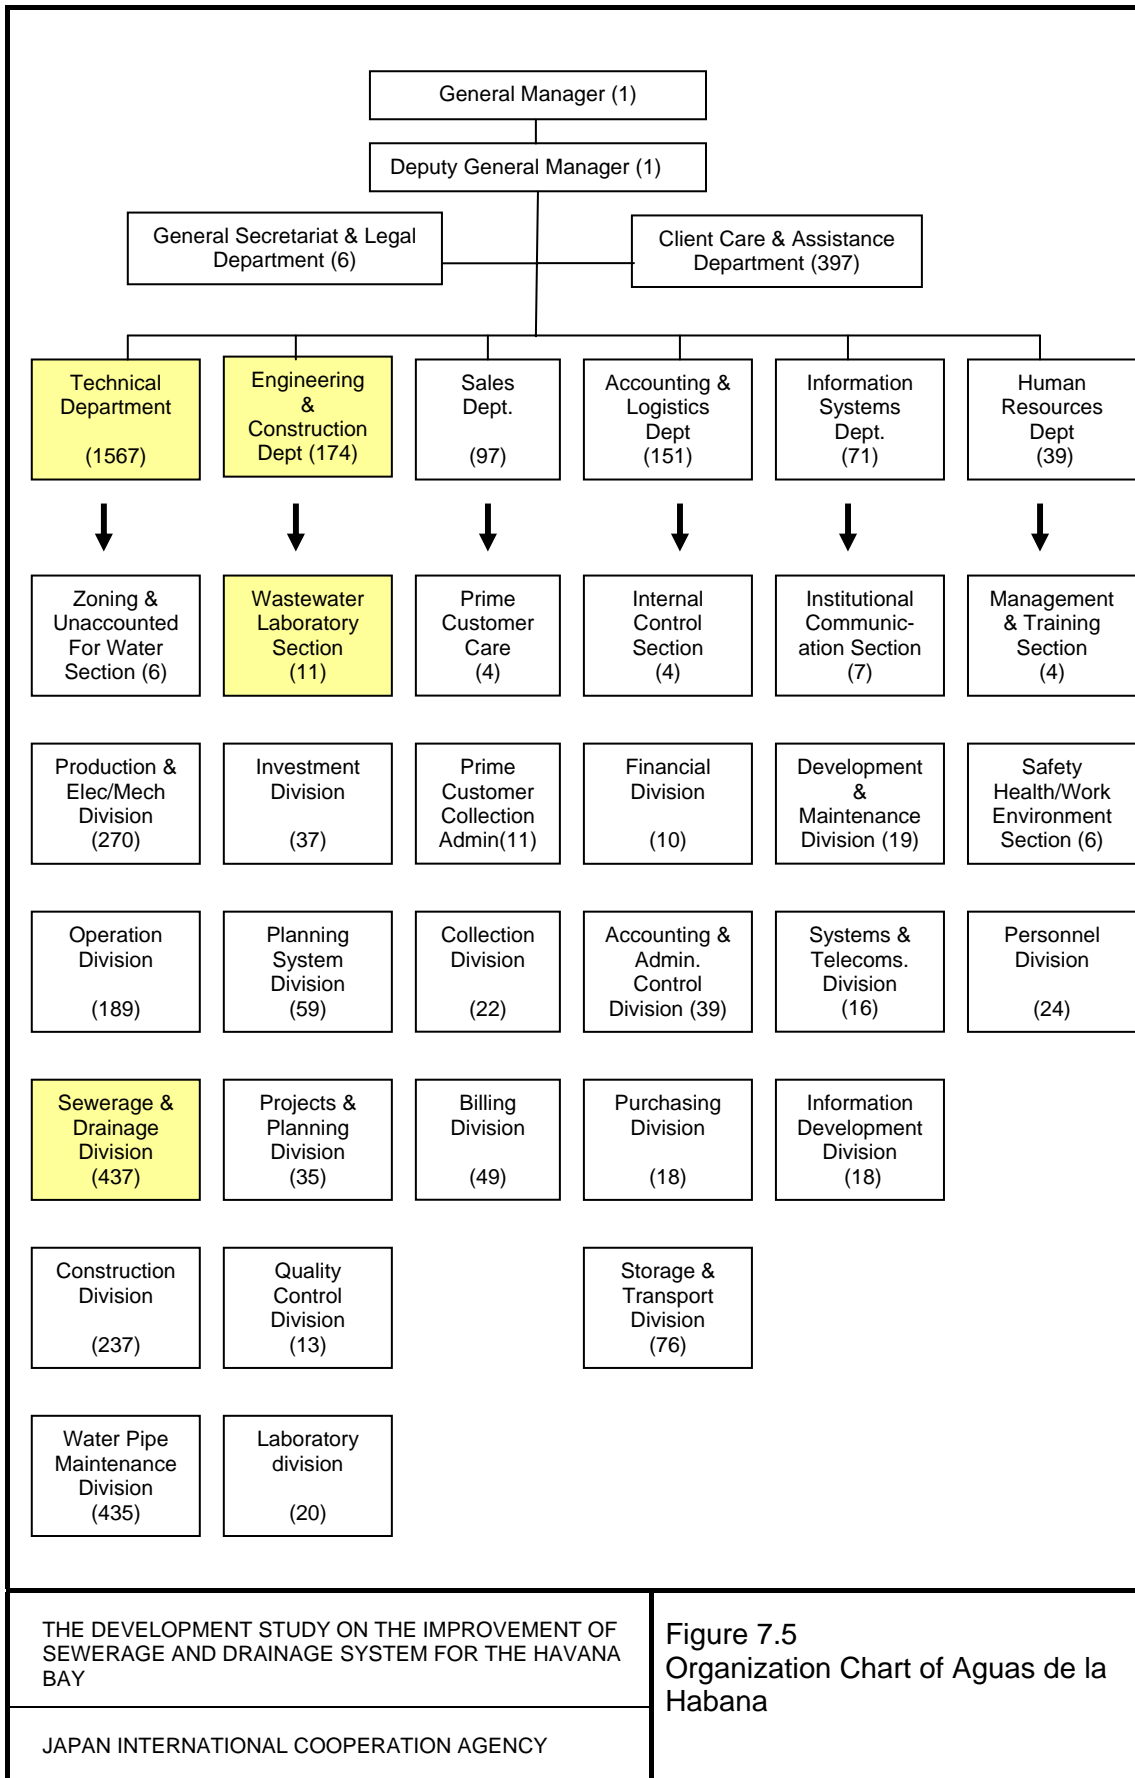 General Manager (1)
Deputy General Manager (1)
General Secretariat & Legal
Department (6)
Client Care & Assistance
Department (397)
Technical
Department
(1567)
Engineering
&
Construction
Dept (174)
Sales
Dept.
(97)
Accounting &
Logistics
Dept
(151)
Information
Systems
Dept.
(71)
Human
Resources
Dept
(39)
Zoning &
Unaccounted
For Water
Section (6)
Wastewater
Laboratory
Section
(11)
Prime
Customer
Care
(4)
Internal
Control
Section
(4)
Institutional
Communic-
ation Section
(7)
Management
& Training
Section
(4)
Production &
Elec/Mech
Division
(270)
Investment
Division
(37)
Prime
Customer
Collection
Admin(11)
Financial
Division
(10)
Development
&
Maintenance
Division (19)
Safety
Health/Work
Environment
Section (6)
Operation
Division
(189)
Planning
System
Division
(59)
Collection
Division
(22)
Accounting &
Admin.
Control
Division (39)
Systems &
Telecoms.
Division
(16)
Personnel
Division
(24)
Sewerage &
Drainage
Division
(437)
Projects &
Planning
Division
(35)
Billing
Division
(49)
Purchasing
Division
(18)
Information
Development
Division
(18)
Construction
Division
(237)
Quality
Control
Division
(13)
Storage &
Transport
Division
(76)
Water Pipe
Maintenance
Division
(435)
Laboratory
division
(20)
THE DEVELOPMENT STUDY ON THE IMPROVEMENT OF
SEWERAGE AND DRAINAGE SYSTEM FOR THE HAVANA
BAY
JAPAN INTERNATIONAL COOPERATION AGENCY
Figure 7.5
Organization Chart of Aguas de la
Habana